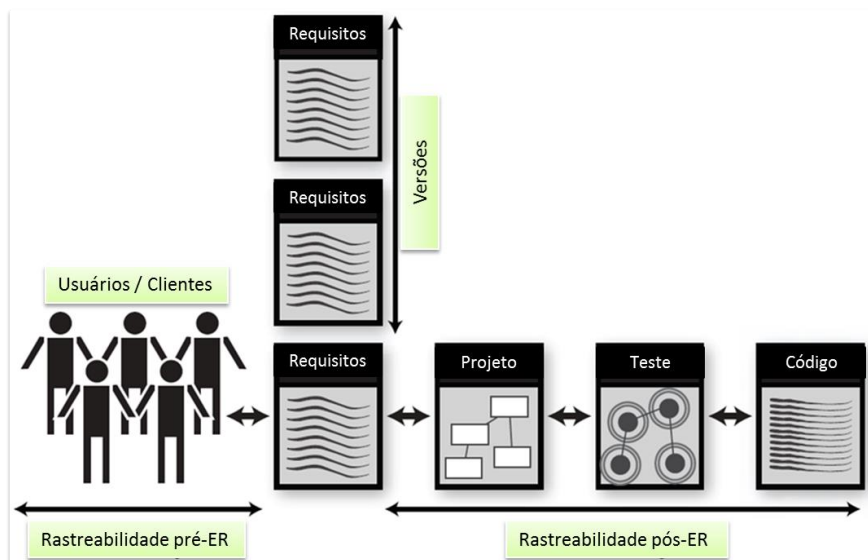 Requisitos
Versões
Requisitos
Usuários / Clientes
Requisitos
Projeto
Teste
Código
Rastreabilidade pré-ER
Rastreabilidade pós-ER